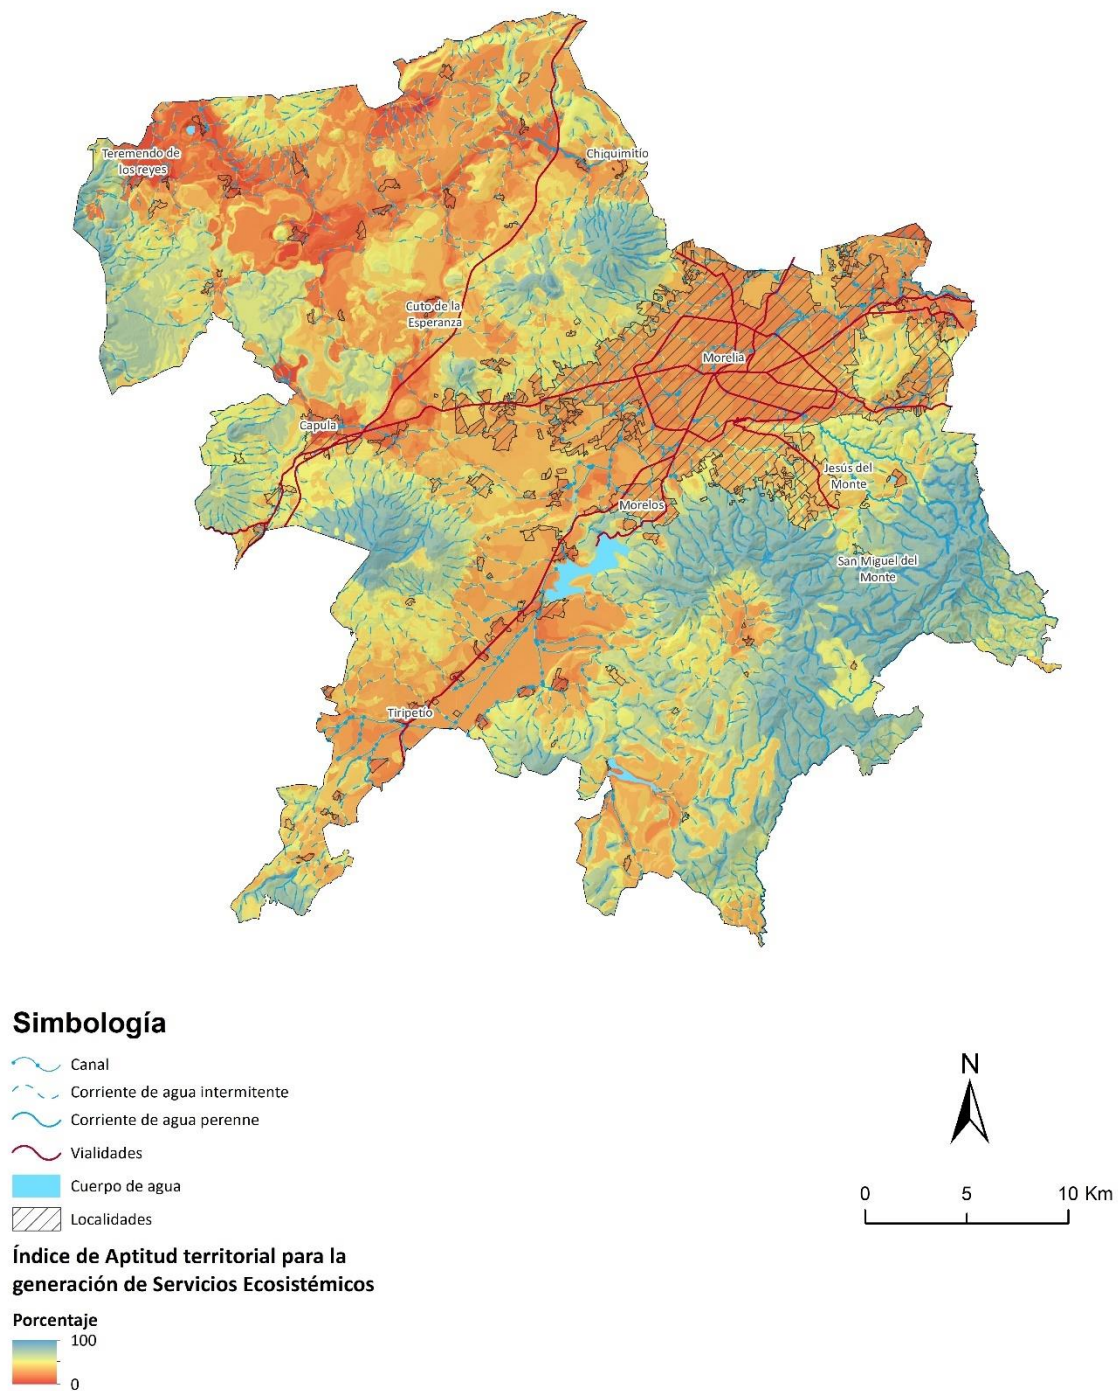 Teremendo de
los reyes
Chiquimitío
Cuto de la
Esperanza
Morelia
Capula
Jesús del
Monte
Morelos
San Miguel del
Monte
Tiripetío
Simbología
Canal
Corriente de agua intermitente
Corriente de agua perenne
Vialidades
Cuerpo de agua
Localidades
Índice de Aptitud territorial para la
generación de Servicios Ecosistémicos
Porcentaje
100
0
N
0 5 10 Km